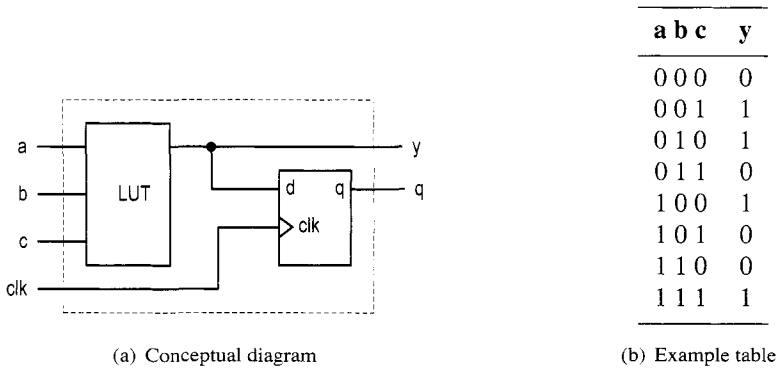 a
b
c
clk
LUT
d q
clk
y
q
(a) Conceptual diagram
a b c y
0 0 0 0
0 0 1 1
0 1 0 1
0 1 1 0
1 0 0 1
1 0 1 0
1 1 0 0
1 1 1 1
(b) Example table